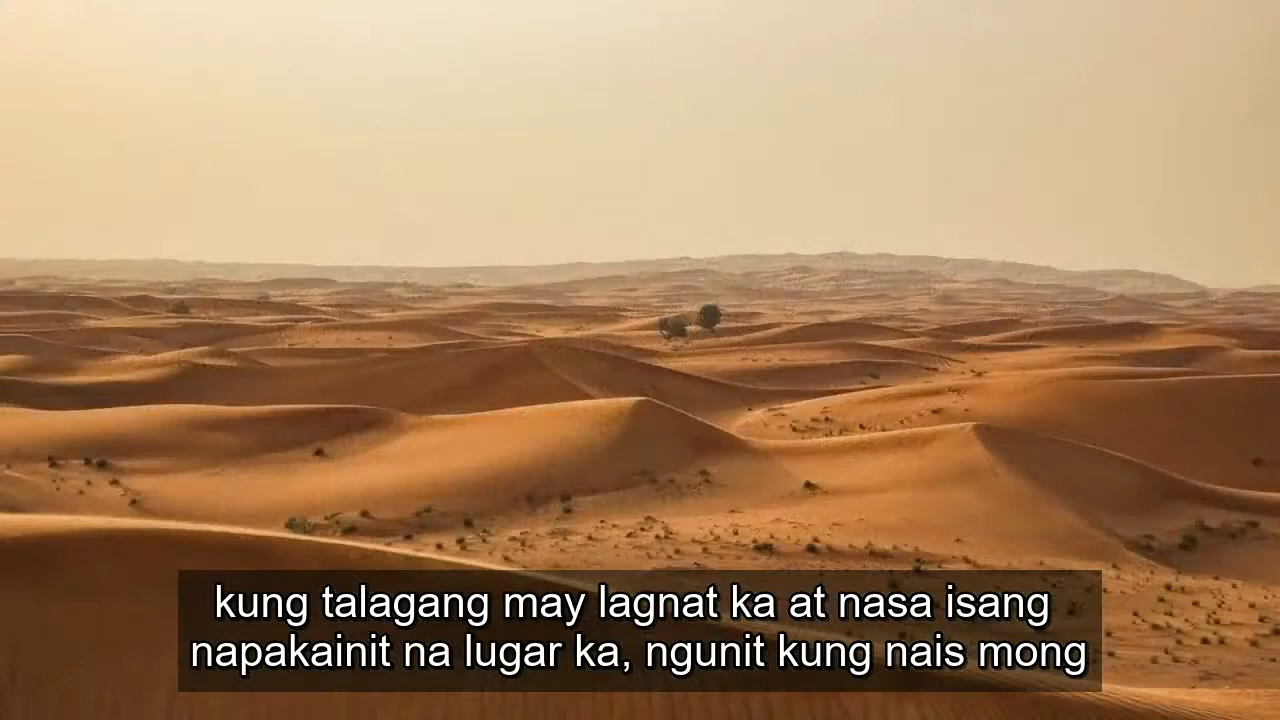 kung talagang may lagnat ka at nasa isang
napakainit na lugar ka, ngunit kung nais mong